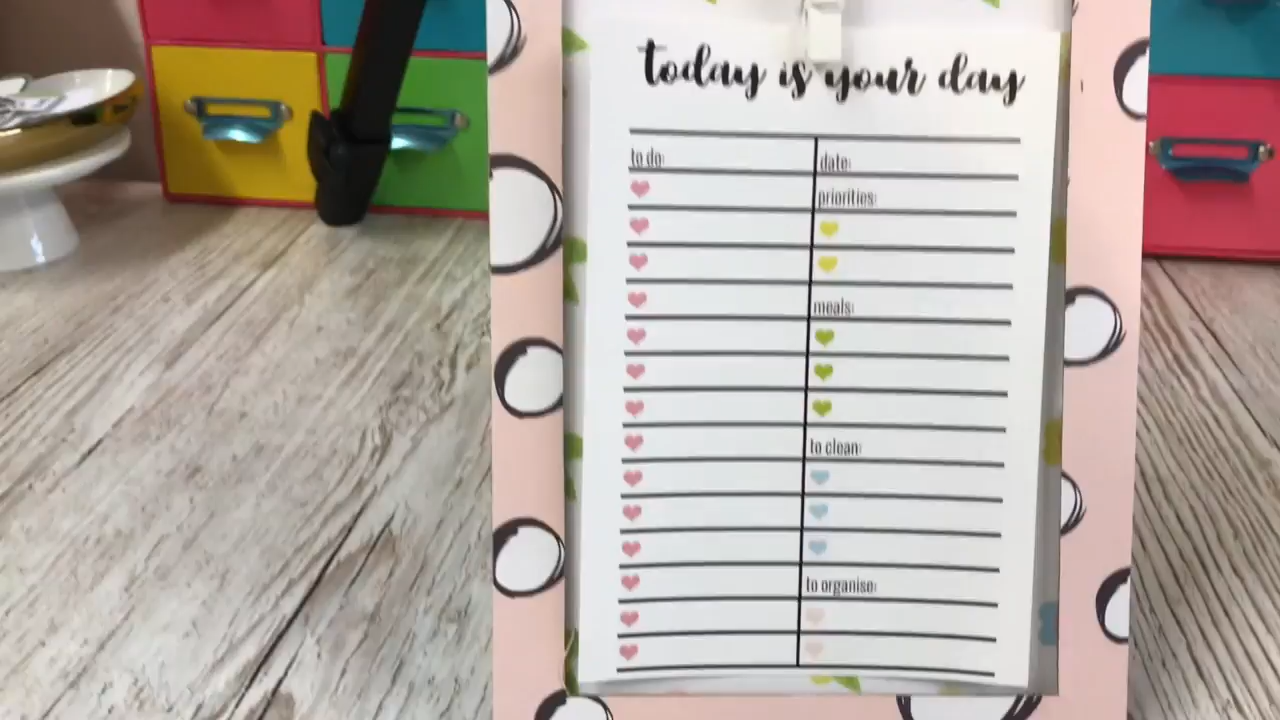 today is your day
to do:
date:
priorities:
meals:
to clean:
to organise: